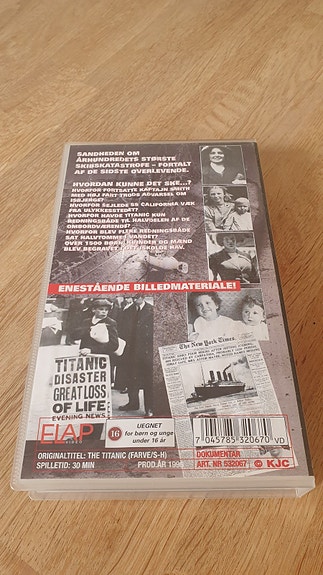 SANDHEDEN OM
ÅRHUNDREDETS STØRSTE
SKIBSKATASTROFE - FORTALT
AF DE SIDSTE OVERLEVENDE.
HVORDAN KUNNE DET SKE...?
HVORFOR FORTSATTE KAPTAJN SMITH
MED HØJ FART TRODS ADVARSEL OM
ISBJERGE?
HVORFOR SEJLEDE SS CALIFORNIA VÆK
FRA ULYKKESSTEDET?
HVORFOR HAVDE TITANIC KUN
REDNINGSBÅDE TIL HALVDELEN AF DE
OMBORDVÆRENDE?
HVORFOR BLEV FLERE REDNINGSBÅDE
SAT HALVTOMME I VANDET?
OVER 1500 BØRN, KVINDER OG MÆND
BLEV BEGRAVET I DET ISKOLDE HAV.
ENESTÅENDE BILLEDMATERIALE!
The New York Times.
TITANIC
DISASTER
GREAT LOSS
OF LIFE
EVENING NEWS
ELAP
VIDEO
16
UEGNET
for børn og unge
under 16 år
7 045785 320670 VD
ORIGINALTITEL: THE TITANIC (FARVE/S-H)
SPILLETID: 30 MIN
PROD.ÅR 1998
DOKUMENTAR
ART. NR 532067
© KJC